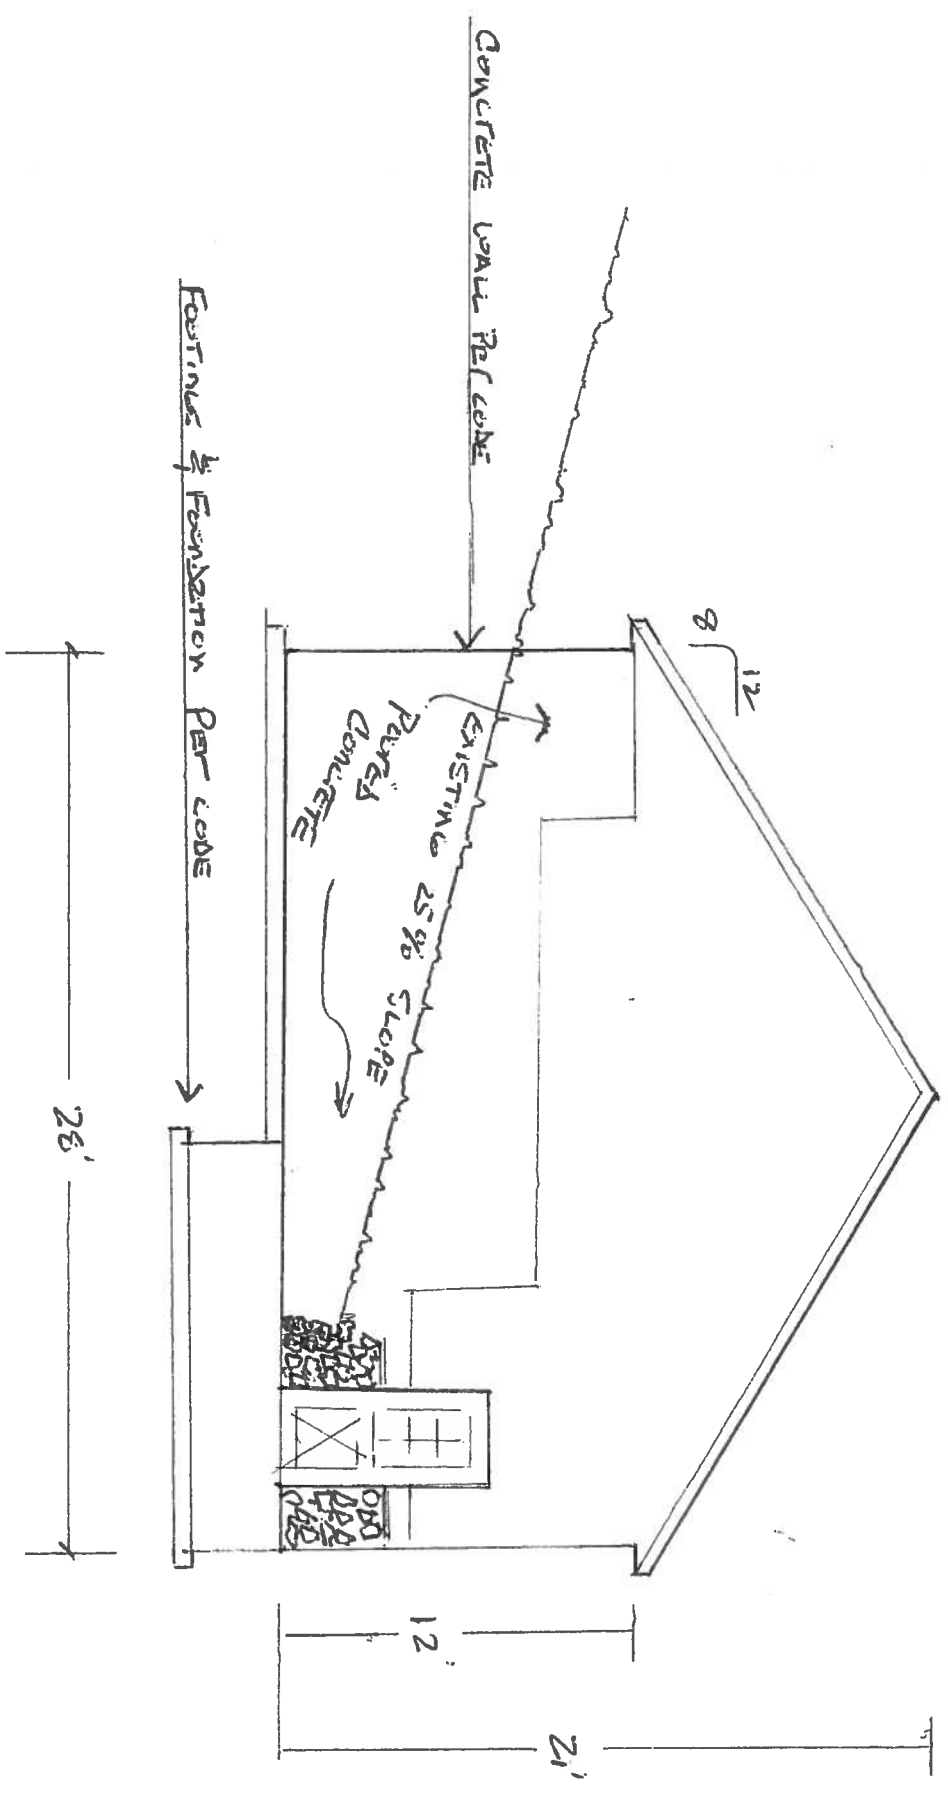 8
12
CONCRETE WALL PER CODE
POURED
CONCRETE
EXISTING 25% SLOPE
FOOTINGS & FOUNDATION PER CODE
12'
21'
28'